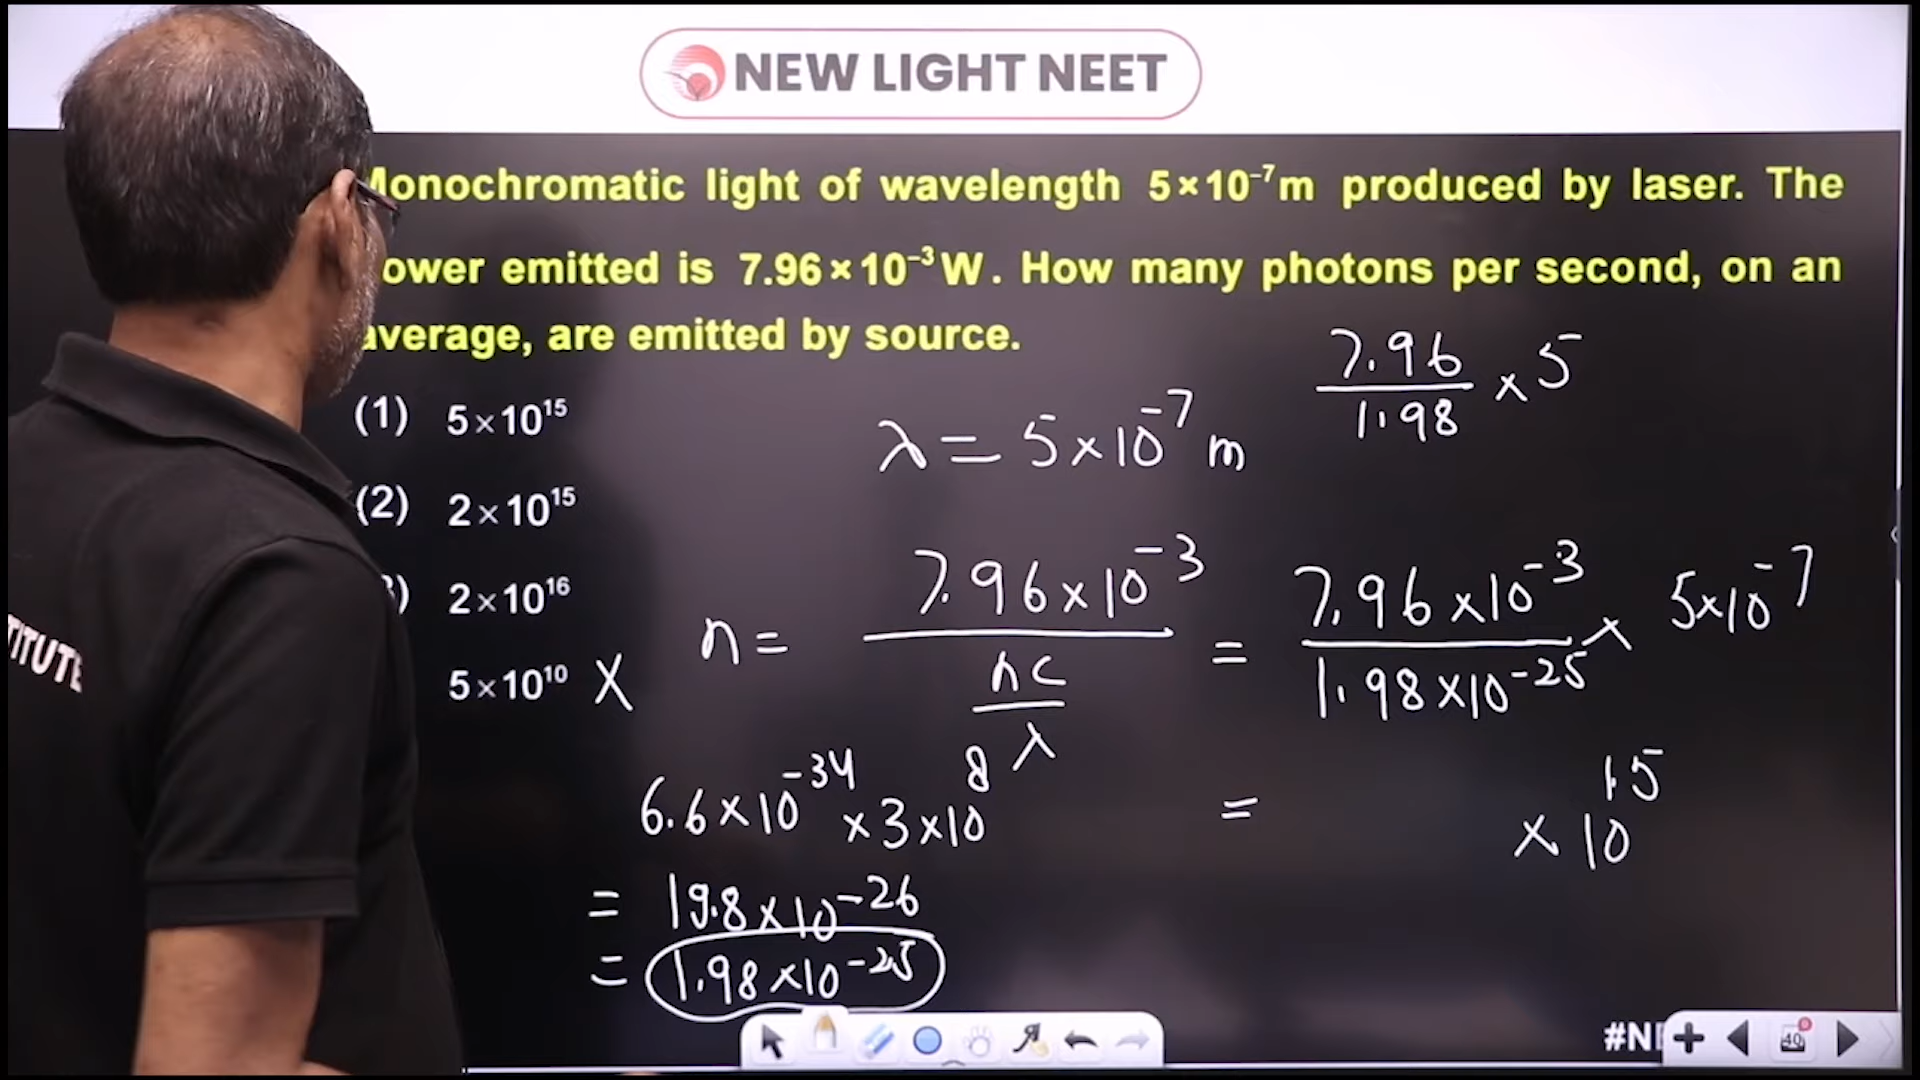 NEW LIGHT NEET
Monochromatic light of wavelength 5×10⁻⁷m produced by laser. The
ower emitted is 7.96×10⁻³W. How many photons per second, on an
average, are emitted by source.
(1) 5×10¹⁵
(2) 2×10¹⁵
) 2×10¹⁶
5×10¹⁰ X
7.96 / 1.98 × 5
λ = 5×10⁻⁷ m
n = 7.96×10⁻³ / (hc/λ) = 7.96×10⁻³ / 1.98×10⁻²⁵ × 5×10⁻⁷
6.6×10⁻³⁴ ×3×10⁸
= ×10¹⁵
= 19.8×10⁻²⁶
= 1.98×10⁻²⁵
TITUTE
#N
40